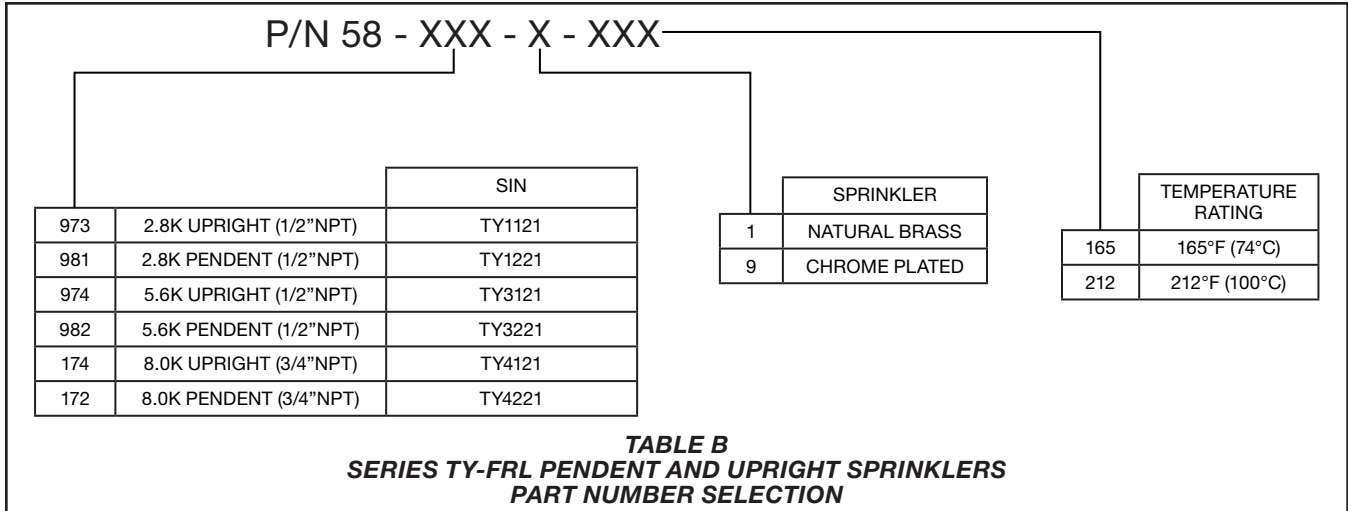 P/N 58 - XXX - X - XXX
SIN
973 2.8K UPRIGHT (1/2”NPT) TY1121
981 2.8K PENDENT (1/2”NPT) TY1221
974 5.6K UPRIGHT (1/2”NPT) TY3121
982 5.6K PENDENT (1/2”NPT) TY3221
174 8.0K UPRIGHT (3/4”NPT) TY4121
172 8.0K PENDENT (3/4”NPT) TY4221
SPRINKLER
1 NATURAL BRASS
9 CHROME PLATED
TEMPERATURE
RATING
165 165°F (74°C)
212 212°F (100°C)
TABLE B
SERIES TY-FRL PENDENT AND UPRIGHT SPRINKLERS
PART NUMBER SELECTION